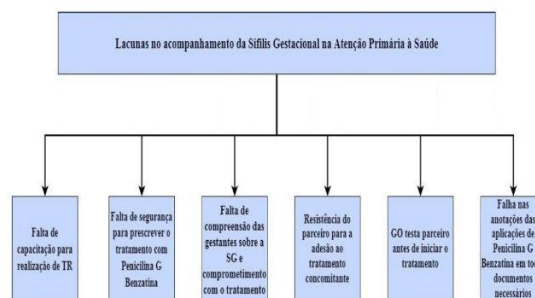 Lacunas no acompanhamento da Sífilis Gestacional na Atenção Primária à Saúde
Falta de
capacitação para
realização de TR
Falta de segurança
para prescrever o
tratamento com
Penicilina G
Benzatina
Falta de
compreensão das
gestantes sobre a
SG e
comprometimento
com o tratamento
Resistência do
parceiro para a
adesão ao
tratamento
concomitante
GO testa parceiro
antes de iniciar o
tratamento
Falha nas
anotações das
aplicações de
Penicilina G
Benzatina em
documentos
necessários